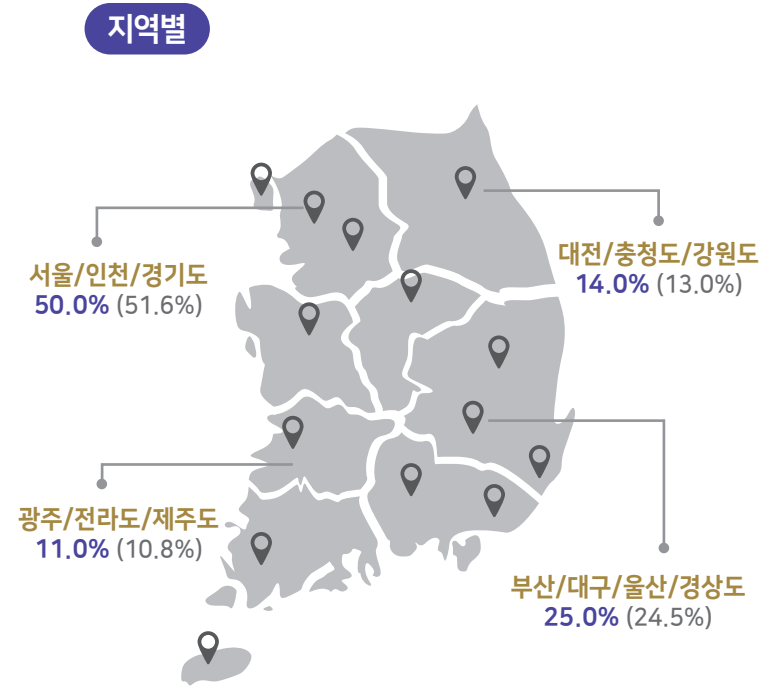 지역별
서울/인천/경기도
50.0% (51.6%)
대전/충청도/강원도
14.0% (13.0%)
광주/전라도/제주도
11.0% (10.8%)
부산/대구/울산/경상도
25.0% (24.5%)